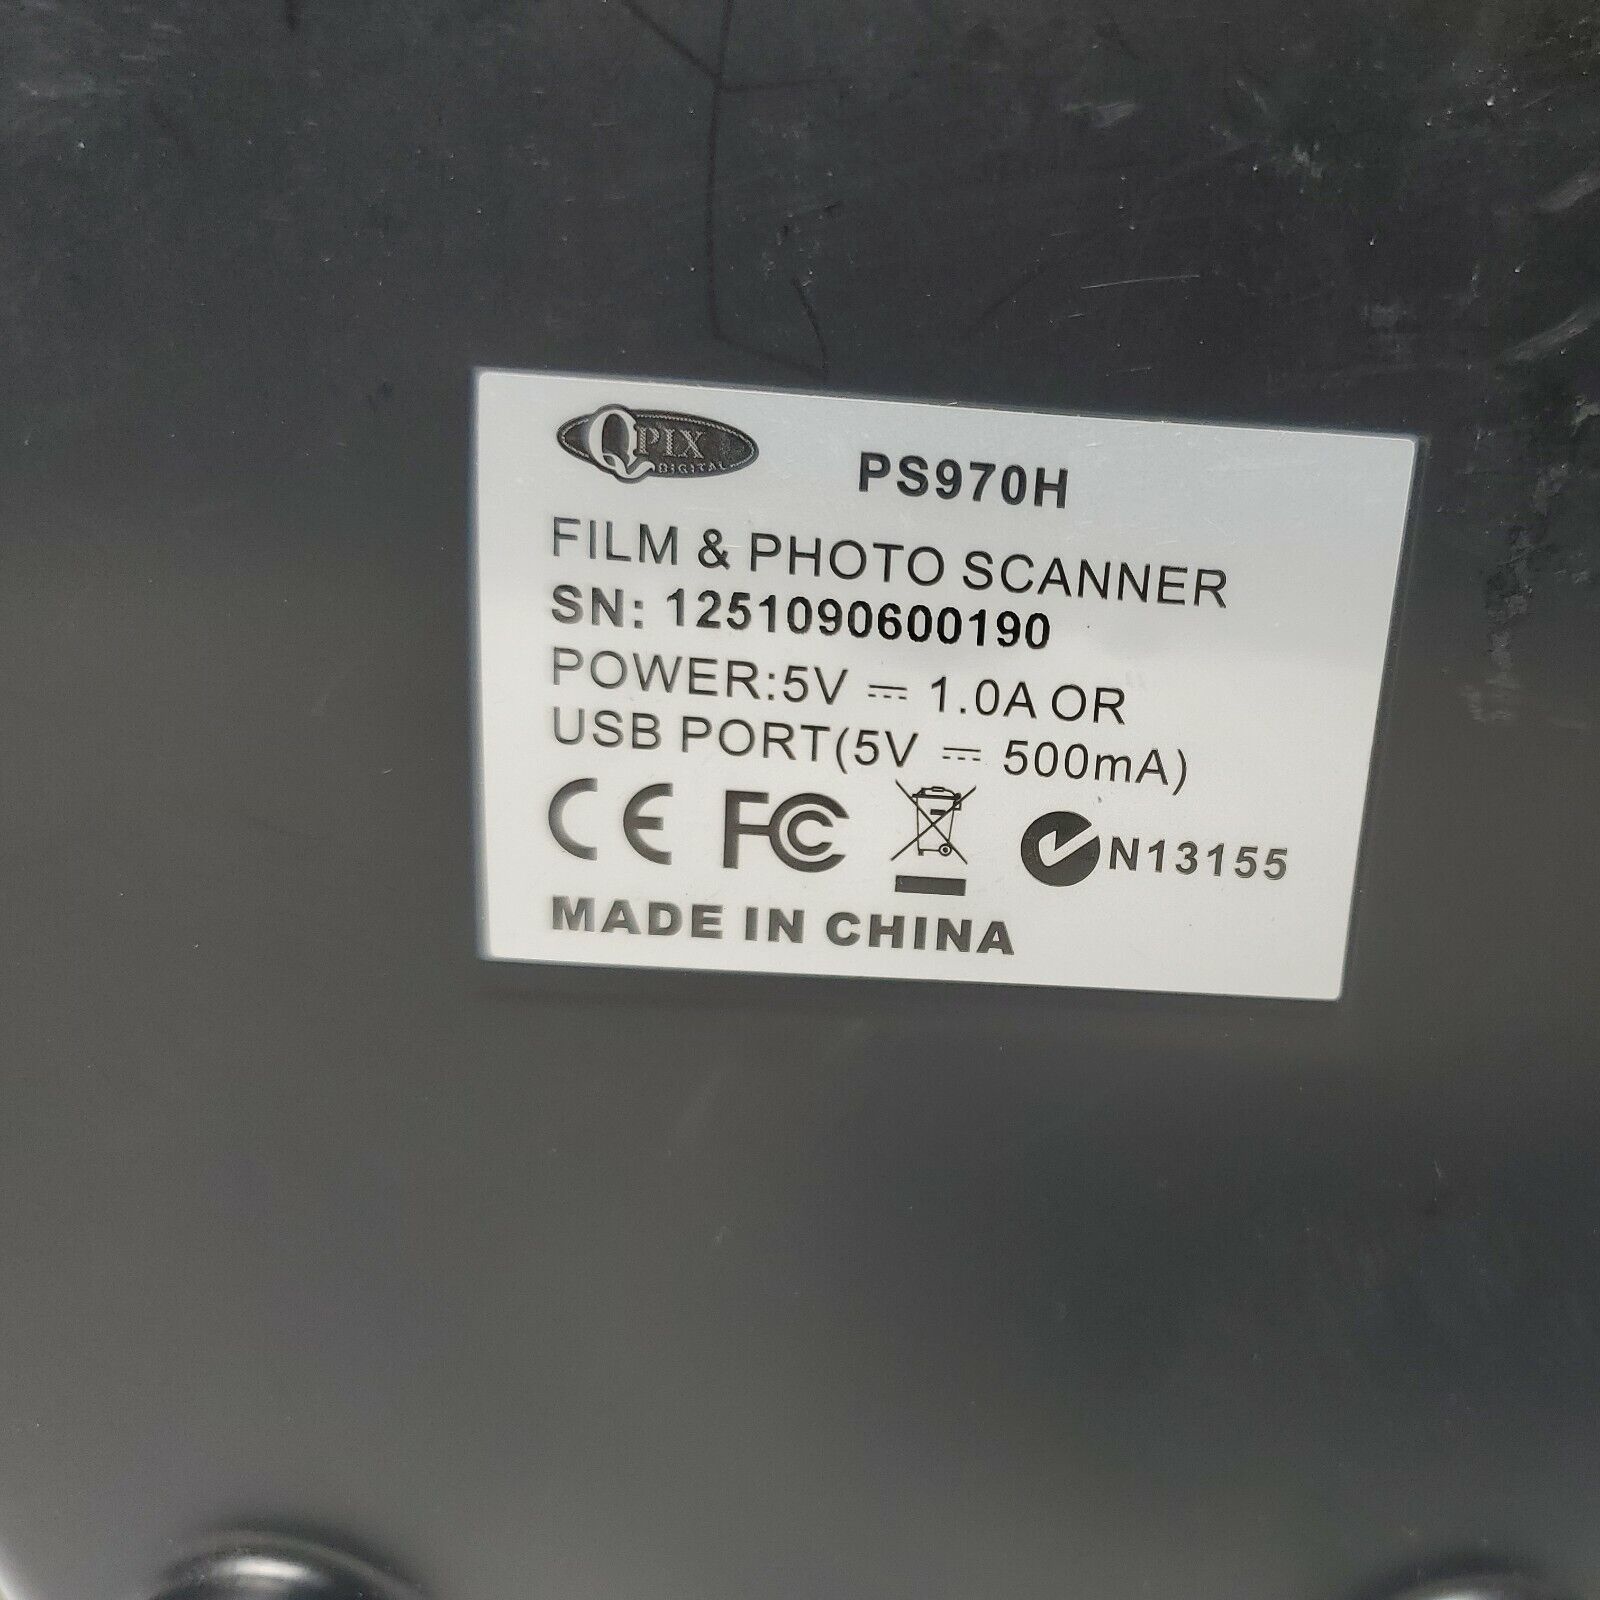 QPIX DIGITAL
PS970H
FILM & PHOTO SCANNER
SN: 1251090600190
POWER:5V ⎓ 1.0A OR
USB PORT(5V ⎓ 500mA)
CE FC N13155
MADE IN CHINA